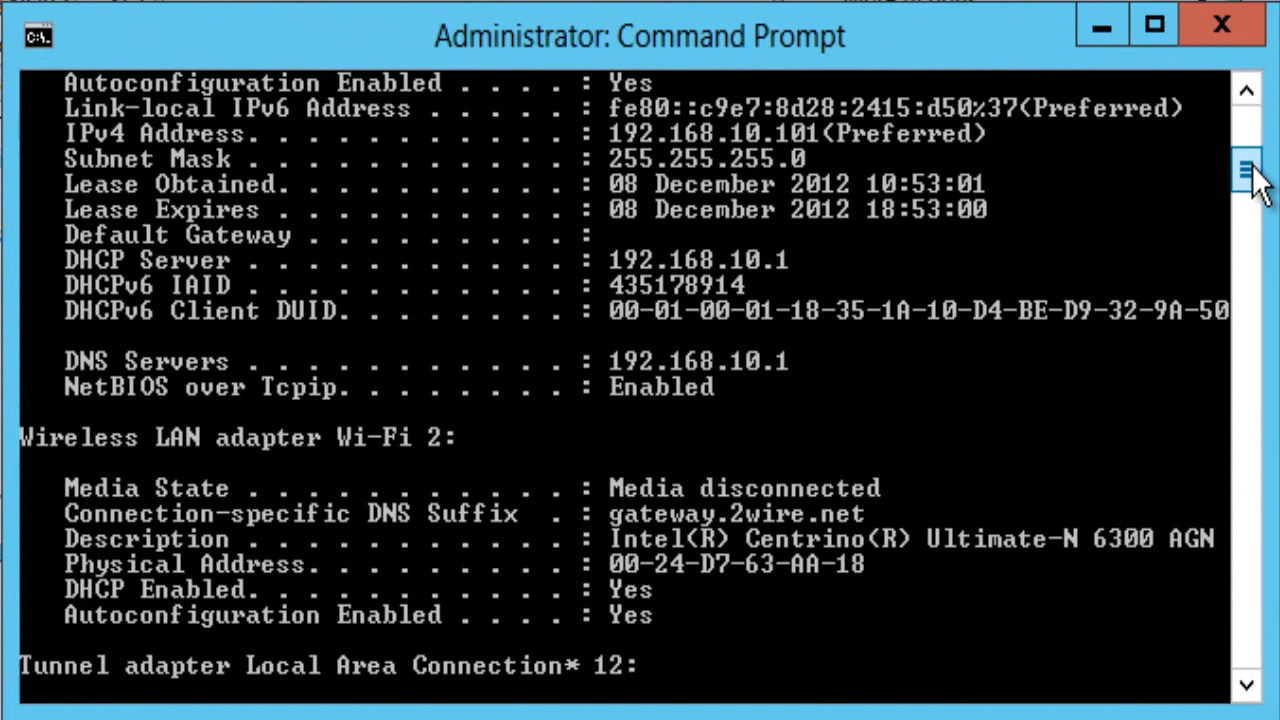 Administrator: Command Prompt
Autoconfiguration Enabled . . . . : Yes
Link-local IPv6 Address . . . . . : fe80::c9e7:8d28:2415:d50%37(Preferred)
IPv4 Address. . . . . . . . . . . : 192.168.10.101(Preferred)
Subnet Mask . . . . . . . . . . . : 255.255.255.0
Lease Obtained. . . . . . . . . . : 08 December 2012 10:53:01
Lease Expires . . . . . . . . . . : 08 December 2012 18:53:00
Default Gateway . . . . . . . . . :
DHCP Server . . . . . . . . . . . : 192.168.10.1
DHCPv6 IAID . . . . . . . . . . . : 435178914
DHCPv6 Client DUID. . . . . . . . : 00-01-00-01-18-35-1A-10-D4-BE-D9-32-9A-50
DNS Servers . . . . . . . . . . . : 192.168.10.1
NetBIOS over Tcpip. . . . . . . . : Enabled
Wireless LAN adapter Wi-Fi 2:
Media State . . . . . . . . . . . : Media disconnected
Connection-specific DNS Suffix  . : gateway.2wire.net
Description . . . . . . . . . . . : Intel(R) Centrino(R) Ultimate-N 6300 AGN
Physical Address. . . . . . . . . : 00-24-D7-63-AA-18
DHCP Enabled. . . . . . . . . . . : Yes
Autoconfiguration Enabled . . . . : Yes
Tunnel adapter Local Area Connection* 12: